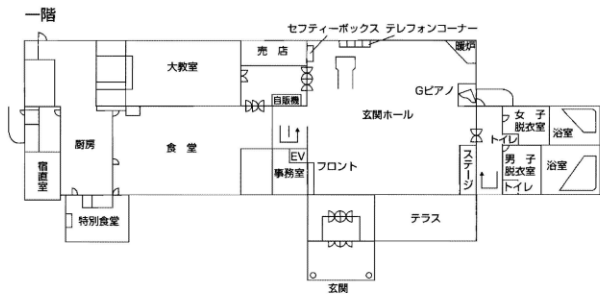 一階
セフティーボックス テレフォンコーナー
売店
暖炉
大教室
Gピアノ
自販機
玄関ホール
女子
脱衣室
浴室
トイレ
厨房
食堂
ステージ
男子
脱衣室
浴室
EV
フロント
事務室
宿直室
トイレ
特別食堂
テラス
玄関